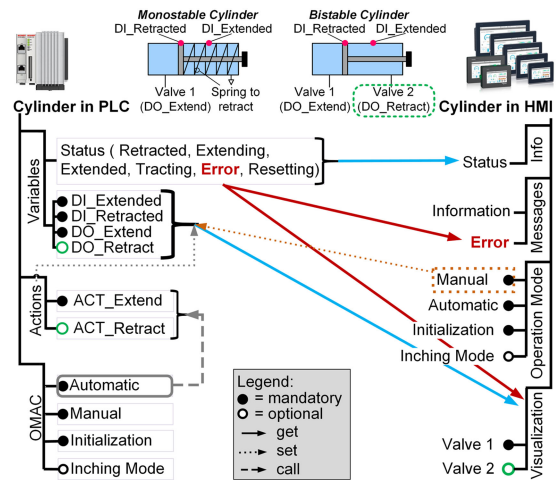 Monostable Cylinder
Bistable Cylinder
DI_Retracted
DI_Extended
DI_Retracted
DI_Extended
Valve 1
(DO_Extend)
Spring to
retract
Valve 1
(DO_Extend)
Valve 2
(DO_Retract)
Cylinder in PLC
Cylinder in HMI
Variables
Status ( Retracted, Extending,
Extended, Tracting, Error, Resetting)
DI_Extended
DI_Retracted
DO_Extend
DO_Retract
Actions
ACT_Extend
ACT_Retract
OMAC
Automatic
Manual
Initialization
Inching Mode
Legend:
= mandatory
= optional
get
set
call
Status
Info
Information
Error
Messages
Manual
Automatic
Initialization
Inching Mode
Operation Mode
Valve 1
Valve 2
Visualization